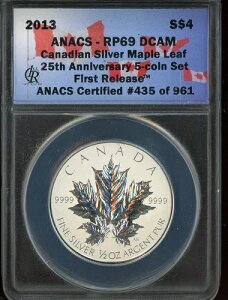 2013 S$4
ANACS - RP69 DCAM
Canadian Silver Maple Leaf
25th Anniversary 5-coin Set
First Release™
ANACS Certified #435 of 961
CANADA
9999 9999
FINE SILVER 1/2 OZ ARGENT PUR